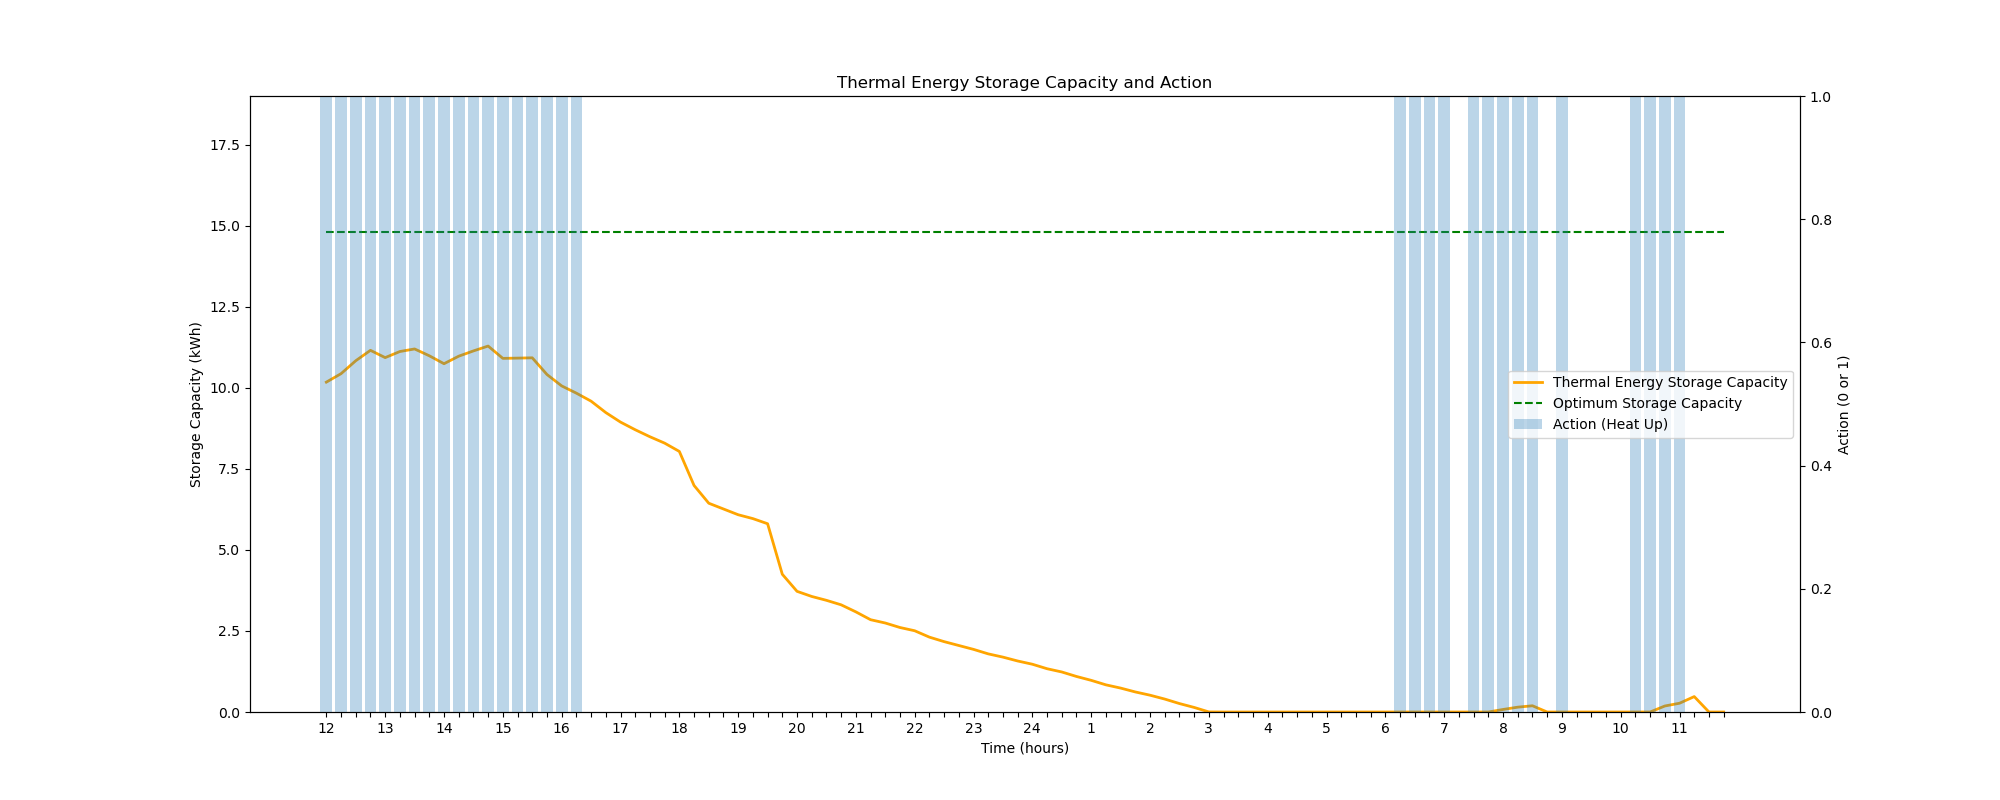 Thermal Energy Storage Capacity and Action
Storage Capacity (kWh)
17.5
15.0
12.5
10.0
7.5
5.0
2.5
0.0
1.0
0.8
0.6
0.4
0.2
0.0
Action (0 or 1)
Thermal Energy Storage Capacity
Optimum Storage Capacity
Action (Heat Up)
12 13 14 15 16 17 18 19 20 21 22 23 24 1 2 3 4 5 6 7 8 9 10 11
Time (hours)